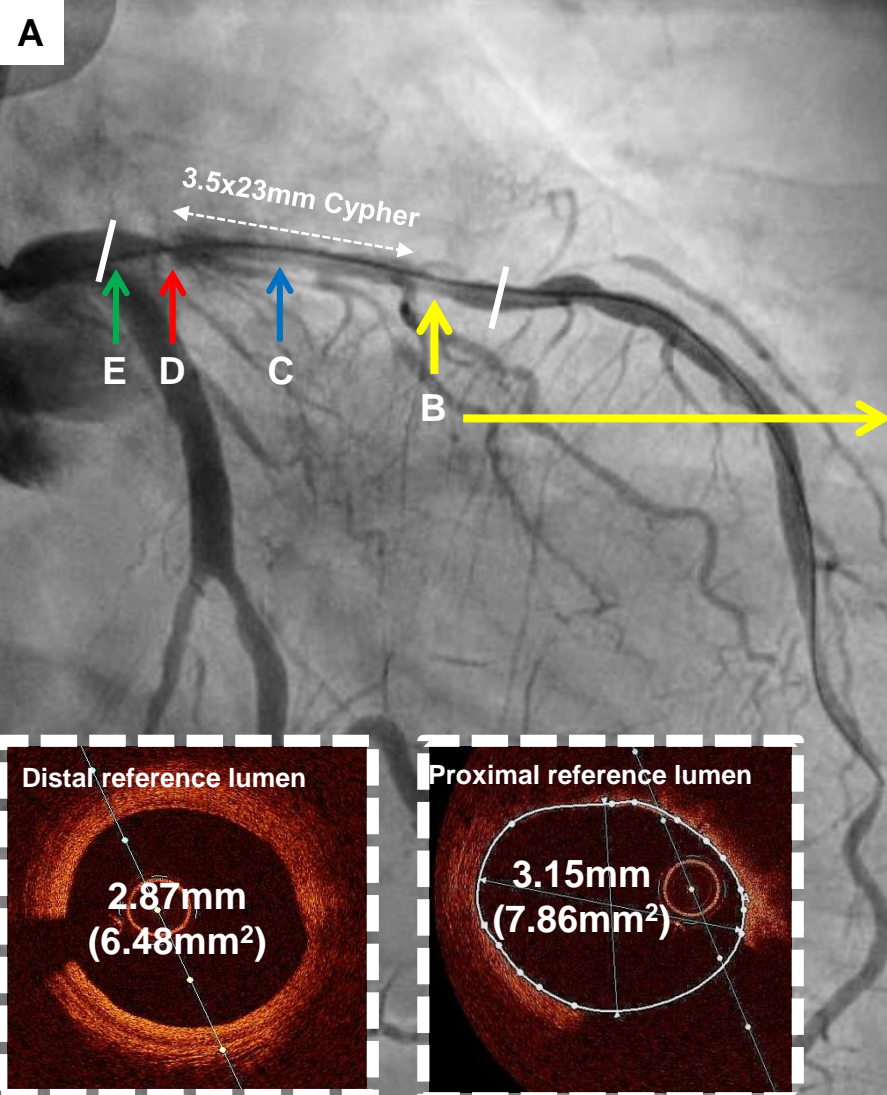 A
3.5x23mm Cypher
E D C
B
Distal reference lumen
2.87mm
(6.48mm²)
Proximal reference lumen
3.15mm
(7.86mm²)